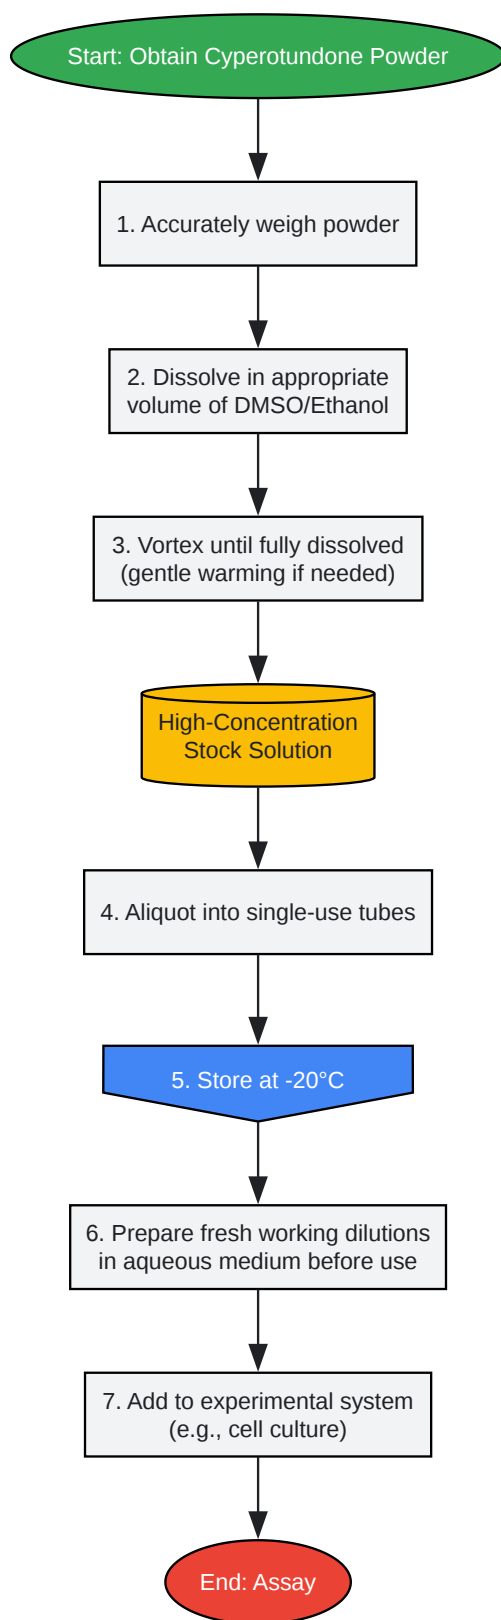 Start: Obtain Cyperotundone Powder
1. Accurately weigh powder
2. Dissolve in appropriate
volume of DMSO/Ethanol
3. Vortex until fully dissolved
(gentle warming if needed)
High-Concentration
Stock Solution
4. Aliquot into single-use tubes
5. Store at -20°C
6. Prepare fresh working dilutions
in aqueous medium before use
7. Add to experimental system
(e.g., cell culture)
End: Assay